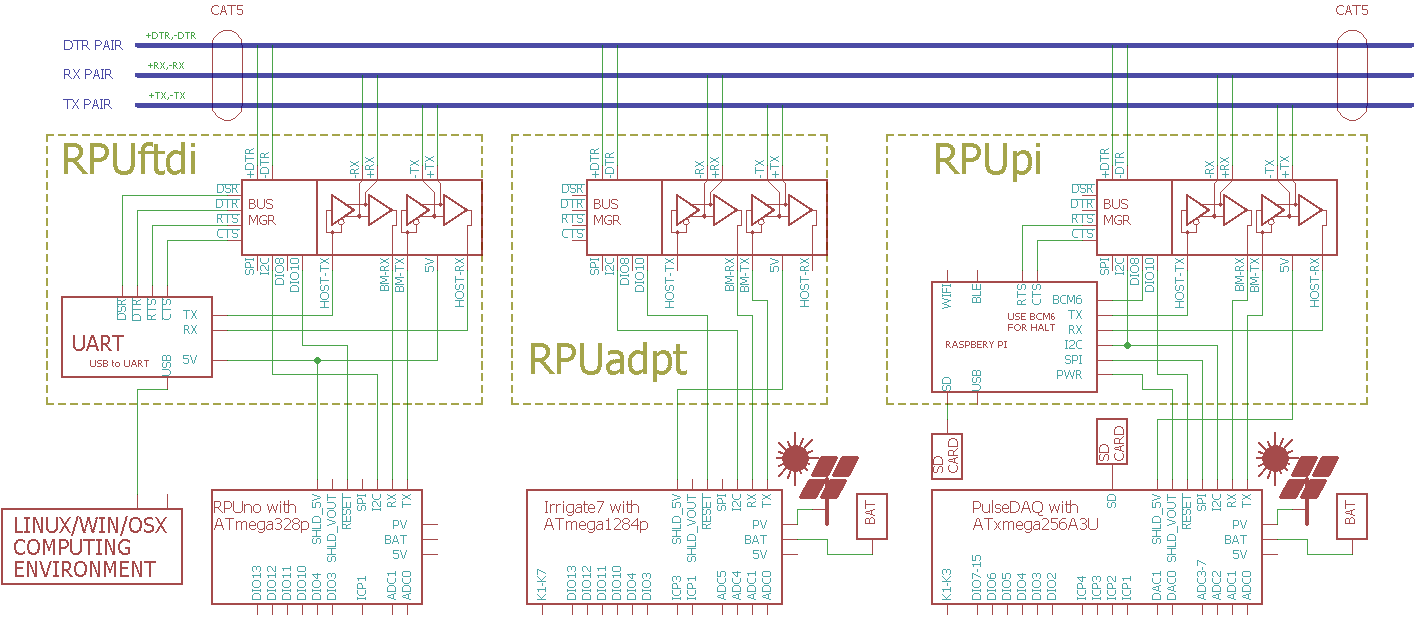 CAT5
CAT5
DTR PAIR
+DTR,-DTR
RX PAIR
+RX,-RX
TX PAIR
+TX,-TX
RPUftdi
+DTR
-DTR
-RX
+RX
-TX
+TX
DSR
DTR
RTS
CTS
BUS
MGR
SPI
I2C
DIO8
DIO10
HOST-TX
BM-RX
BM-TX
5V
HOST-RX
DSR
DTR
RTS
CTS
TX
RX
5V
UART
USB to UART
USB
RPUadpt
+DTR
-DTR
-RX
+RX
-TX
+TX
DSR
DTR
RTS
CTS
BUS
MGR
SPI
I2C
DIO8
DIO10
HOST-TX
BM-RX
BM-TX
5V
HOST-RX
RPUpi
+DTR
-DTR
-RX
+RX
-TX
+TX
DSR
DTR
RTS
CTS
BUS
MGR
SPI
I2C
DIO8
DIO10
HOST-TX
BM-RX
BM-TX
5V
HOST-RX
WIFI
BLE
RTS
CTS
BCM6
USE BCM6
FOR HALT
TX
RX
RASPBERY PI
I2C
SPI
PWR
SD
USB
SD
CARD
SD
CARD
LINUX/WIN/OSX
COMPUTING
ENVIRONMENT
RPUno with
ATmega328p
SHLD_5V
SHLD_VOUT
RESET
SPI
I2C
RX
TX
PV
BAT
5V
DIO13
DIO12
DIO11
DIO10
DIO4
DIO3
ICP1
ADC1
ADC0
Irrigate7 with
ATmega1284p
SHLD_5V
SHLD_VOUT
RESET
SPI
I2C
RX
TX
PV
BAT
5V
BAT
K1-K7
DIO13
DIO12
DIO11
DIO10
DIO4
DIO3
ICP3
ICP1
ADC5
ADC4
ADC1
ADC0
PulseDAQ with
ATxmega256A3U
SD
SHLD_5V
SHLD_VOUT
RESET
SPI
I2C
RX
TX
PV
BAT
5V
BAT
K1-K3
DIO7-15
DIO6
DIO5
DIO4
DIO3
DIO2
ICP4
ICP3
ICP2
ICP1
DAC1
DAC0
ADC3-7
ADC2
ADC1
ADC0